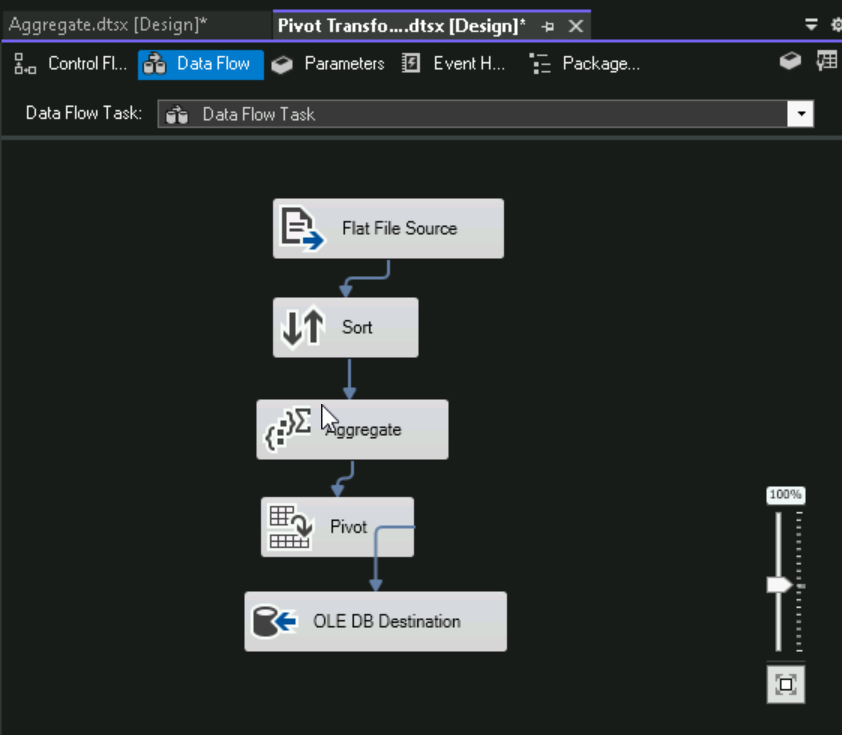 Aggregate.dtsx [Design]* Pivot Transfo....dtsx [Design]*
Control Fl... Data Flow Parameters Event H... Package...
Data Flow Task: Data Flow Task
Flat File Source
Sort
Aggregate
Pivot
100%
OLE DB Destination